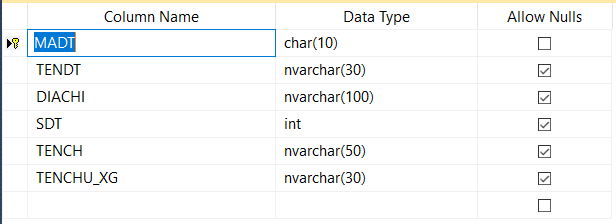 Column Name Data Type Allow Nulls
MADT char(10)
TENDT nvarchar(30)
DIACHI nvarchar(100)
SDT int
TENCH nvarchar(50)
TENCHU_XG nvarchar(30)